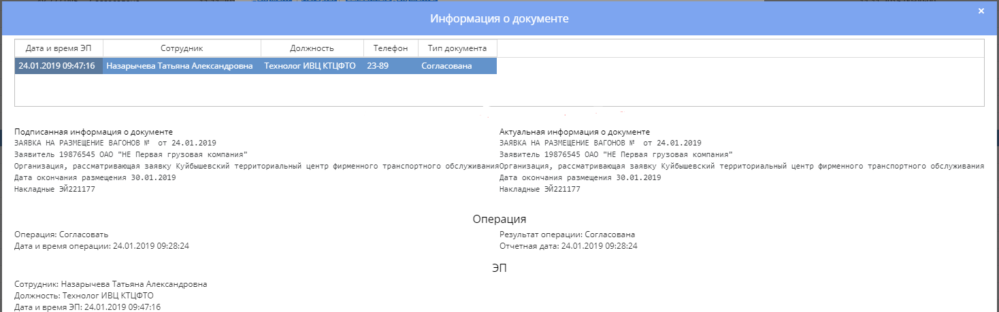 Информация о документе ×
Дата и время ЭП Сотрудник Должность Телефон Тип документа
24.01.2019 09:47:16 Назарычева Татьяна Александровна Технолог ИВЦ КТЦФТО 23-89 Согласована
Подписанная информация о документе
ЗАЯВКА НА РАЗМЕЩЕНИЕ ВАГОНОВ № от 24.01.2019
Заявитель 19876545 ОАО "НЕ Первая грузовая компания"
Организация, рассматривающая заявку Куйбышевский территориальный центр фирменного транспортного обслуживания
Дата окончания размещения 30.01.2019
Накладные ЭЙ221177
Актуальная информация о документе
ЗАЯВКА НА РАЗМЕЩЕНИЕ ВАГОНОВ № от 24.01.2019
Заявитель 19876545 ОАО "НЕ Первая грузовая компания"
Организация, рассматривающая заявку Куйбышевский территориальный центр фирменного транспортного обслуживания
Дата окончания размещения 30.01.2019
Накладные ЭЙ221177
Операция
Операция: Согласовать
Дата и время операции: 24.01.2019 09:28:24
Результат операции: Согласована
Отчетная дата: 24.01.2019 09:28:24
ЭП
Сотрудник: Назарычева Татьяна Александровна
Должность: Технолог ИВЦ КТЦФТО
Дата и время ЭП: 24.01.2019 09:47:16